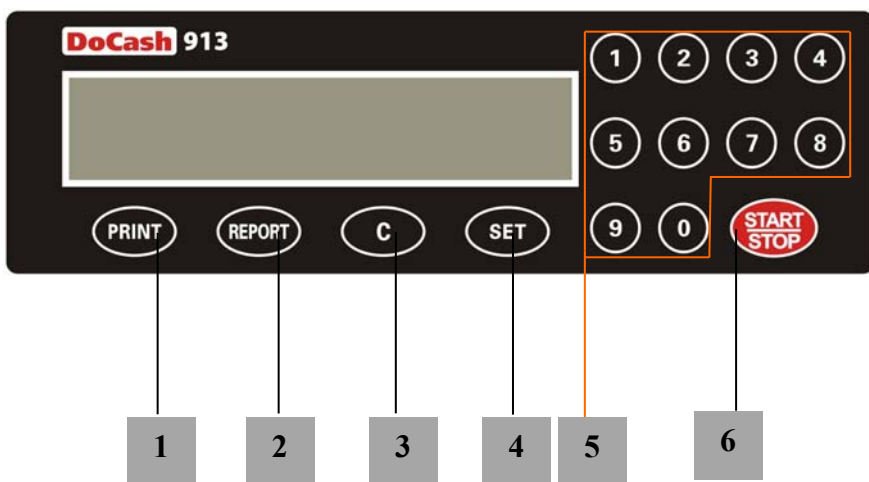 DoCash 913
1 2 3 4
5 6 7 8
PRINT REPORT C SET 9 0 START
STOP
1 2 3 4 5 6